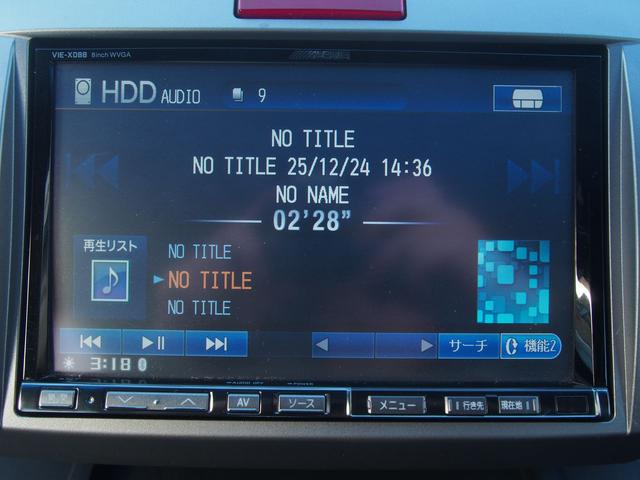 VIE-X088 8inch WVGA
ALPINE
HDD AUDIO 9
NO TITLE
NO TITLE 25/12/24 14:36
NO NAME
02'28”
再生リスト
NO TITLE
NO TITLE
NO TITLE
サーチ
機能2
3:18 0
AV
ソース
メニュー
行き先
現在地